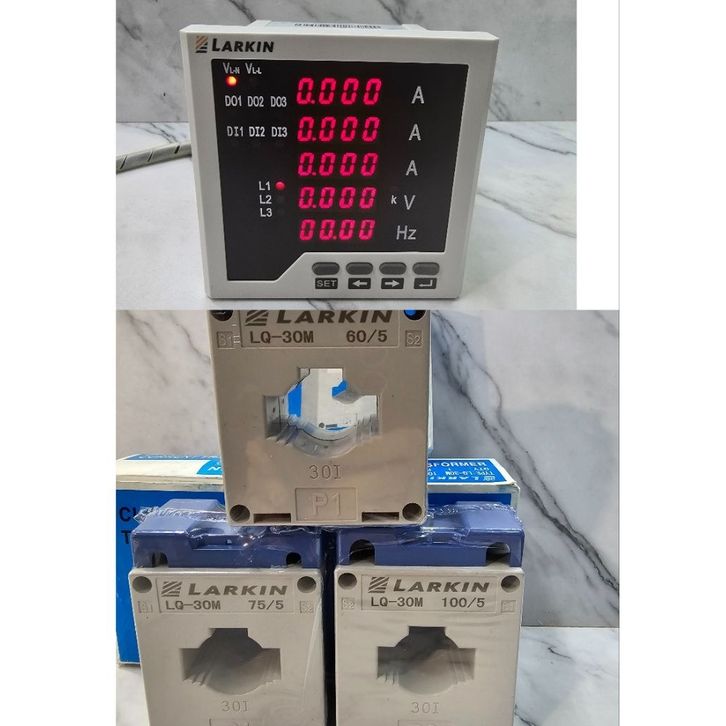 LARKIN
VL-N VL-L
DO1 DO2 DO3 0.000 A
DI1 DI2 DI3 0.000 A
0.000 A
L1
L2 0.000 k V
L3
00.00 Hz
SET
LARKIN
S1 LQ-30M 60/5 S2
30I
P1
FORMER
LARKIN
LARKIN
LQ-30M 75/5
30I
LARKIN
S2 LQ-30M 100/5
30I